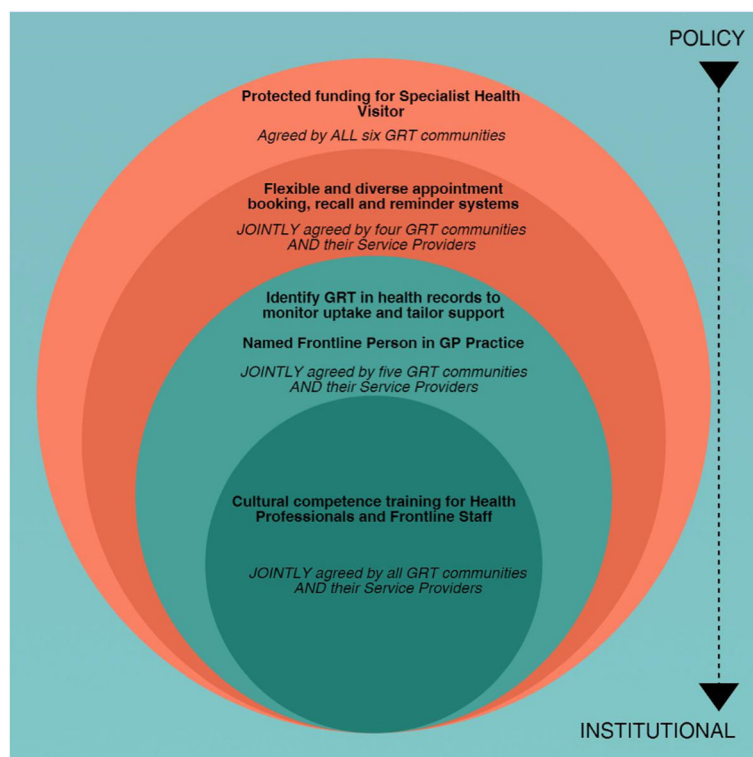 POLICY
Protected funding for Specialist Health
Visitor
Agreed by ALL six GRT communities
Flexible and diverse appointment
booking, recall and reminder systems
JOINTLY agreed by four GRT communities
AND their Service Providers
Identify GRT in health records to
monitor uptake and tailor support
Named Frontline Person in GP Practice
JOINTLY agreed by five GRT communities
AND their Service Providers
Cultural competence training for Health
Professionals and Frontline Staff
JOINTLY agreed by all GRT communities
AND their Service Providers
INSTITUTIONAL